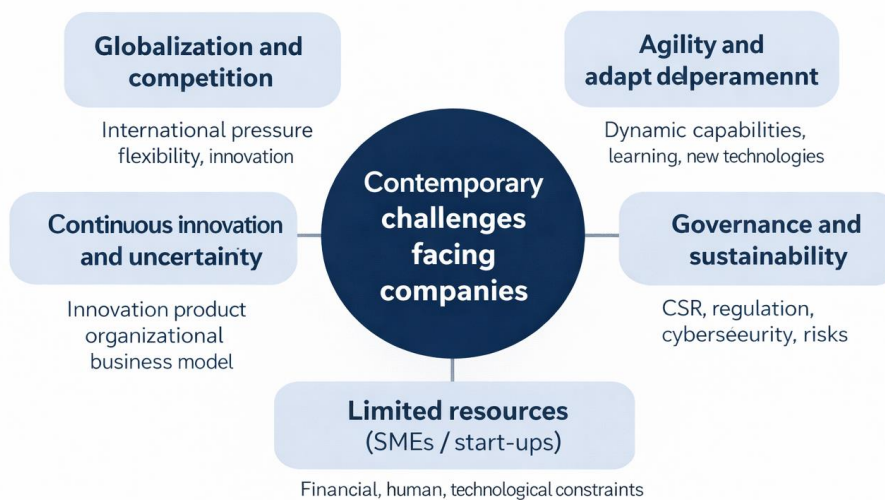 Globalization and
competition
International pressure
flexibility, innovation
Agility and
adapt delperamennt
Dynamic capabilities,
learning, new technologies
Contemporary
challenges
facing
companies
Continuous innovation
and uncertainty
Innovation product
organizational
business model
Governance and
sustainability
CSR, regulation,
cyberseeurity, risks
Limited resources
(SMEs / start-ups)
Financial, human, technological constraints